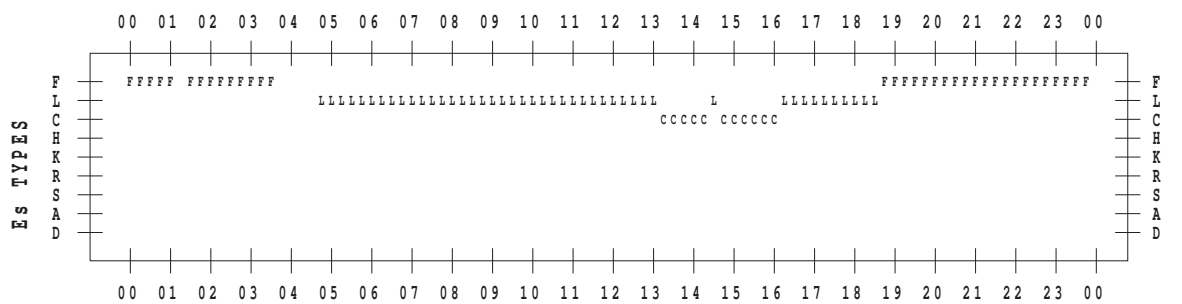 00 01 02 03 04 05 06 07 08 09 10 11 12 13 14 15 16 17 18 19 20 21 22 23 00
F FFFFF FFFFFFFFF FFFFFFFFFFFFFFFFFFFFF F
L LLLLLLLLLLLLLLLLLLLLLLLLLLLLLLLLLL L LLLLLLLLLL L
C CCCCC CCCCCC C
H H
K K
R R
S S
A A
D D
Es TYPES
00 01 02 03 04 05 06 07 08 09 10 11 12 13 14 15 16 17 18 19 20 21 22 23 00